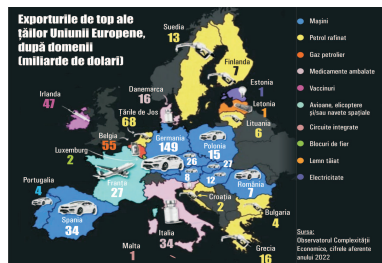 Exporturile de top ale
țărilor Uniunii Europene,
după domenii
(miliarde de dolari)
Suedia
13
Finlanda
7
Estonia
1
Letonia
1
Lituania
6
Danemarca
16
Irlanda
47
Țările de Jos
68
Belgia
55
Luxemburg
2
Germania
149
Polonia
15
26
27
8
12
Franța
27
România
7
Croația
2
Bulgaria
4
Portugalia
4
Spania
34
Italia
34
Malta
1
Grecia
16
Mașini
Petrol rafinat
Gaz petrolier
Medicamente ambalate
Vaccinuri
Avioane, elicoptere
și/sau navete spațiale
Circuite integrate
Blocuri de fier
Lemn tăiat
Electricitate
Sursa:
Observatorul Complexității
Economice, cifrele aferente
anului 2022